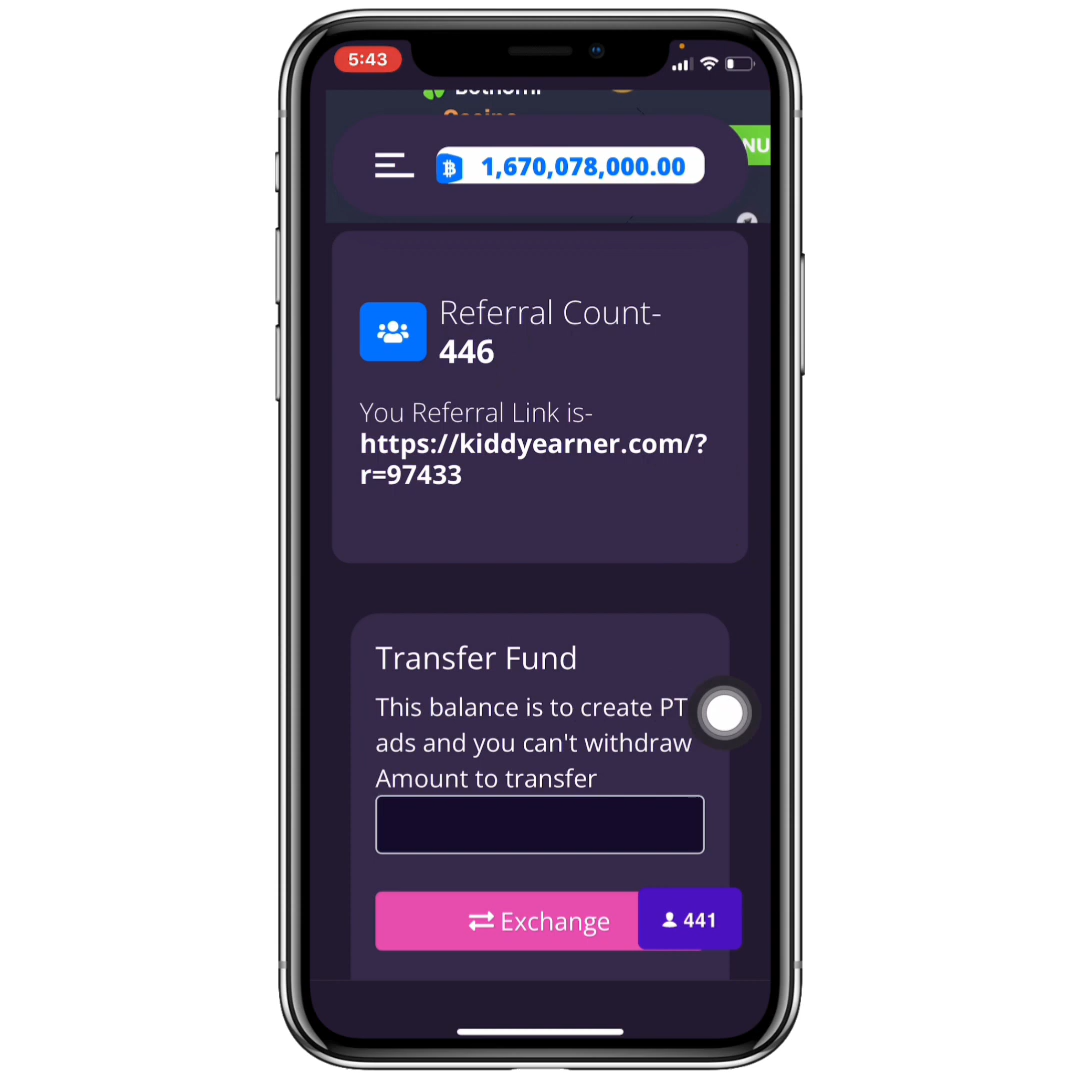 5:43
1,670,078,000.00
NU
Referral Count-
446
You Referral Link is-
https://kiddyearner.com/?
r=97433
Transfer Fund
This balance is to create PT
ads and you can't withdraw
Amount to transfer
Exchange
441